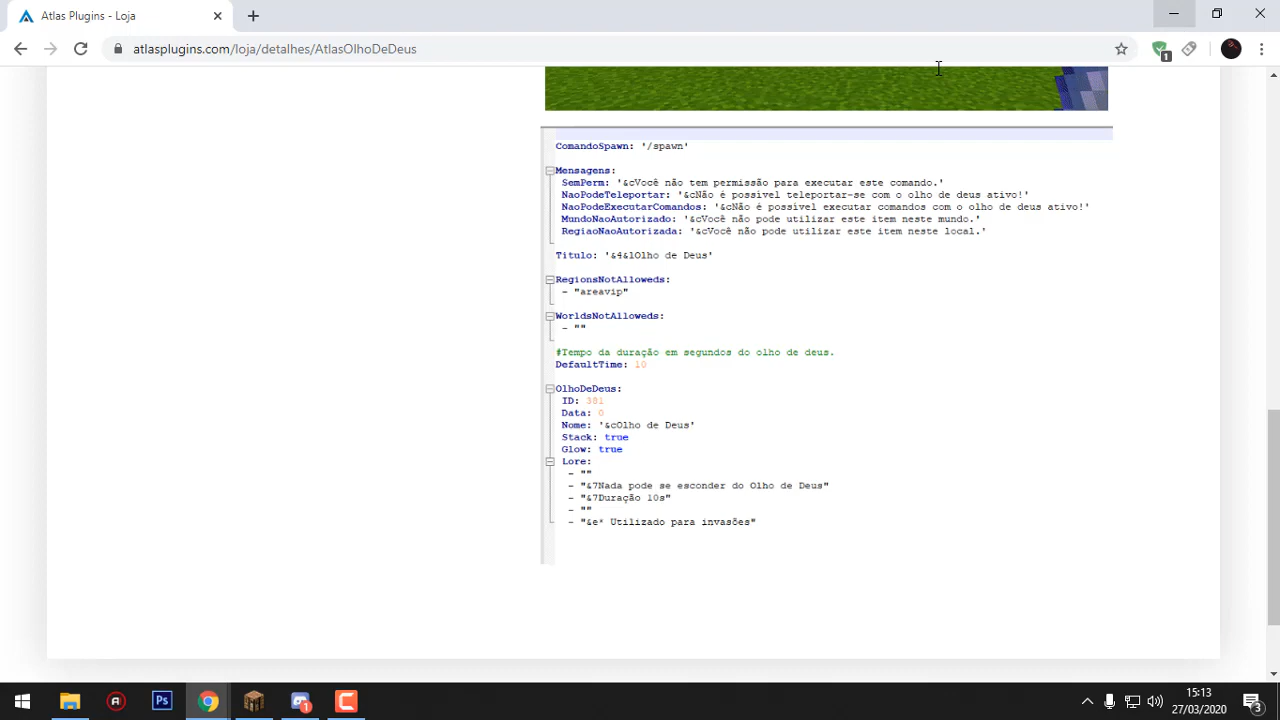 Atlas Plugins - Loja
atlasplugins.com/loja/detalhes/AtlasOlhoDeDeus
1
ComandoSpawn: '/spawn'
Mensagens:
SemPerm: '&cVocê não tem permissão para executar este comando.'
NaoPodeTeleportar: '&cNão é possível teleportar-se com o olho de deus ativo!'
NaoPodeExecutarComandos: '&cNão é possível executar comandos com o olho de deus ativo!'
MundoNaoAutorizado: '&cVocê não pode utilizar este item neste mundo.'
RegiaoNaoAutorizada: '&cVocê não pode utilizar este item neste local.'
Titulo: '&4&lOlho de Deus'
RegionsNotAlloweds:
- "areavip"
WorldsNotAlloweds:
- ""
#Tempo da duração em segundos do olho de deus.
DefaultTime: 10
OlhoDeDeus:
ID: 381
Data: 0
Nome: '&cOlho de Deus'
Stack: true
Glow: true
Lore:
- ""
- "&7Nada pode se esconder do Olho de Deus"
- "&7Duração 10s"
- ""
- "&e* Utilizado para invasões"
Ps
1
15:13
27/03/2020
3